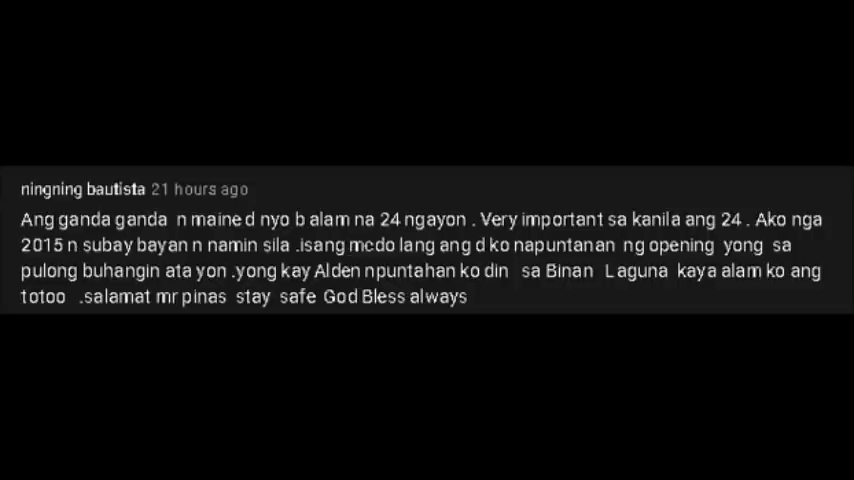 ningning bautista 21 hours ago
Ang ganda ganda n maine d nyo b alam na 24 ngayon . Very important sa kanila ang 24 . Ako nga
2015 n subay bayan n namin sila .isang mcdo lang ang d ko napuntanan ng opening yong sa
pulong buhangin ata yon .yong kay Alden npuntahan ko din sa Binan Laguna kaya alam ko ang
totoo .salamat mr pinas stay safe God Bless always